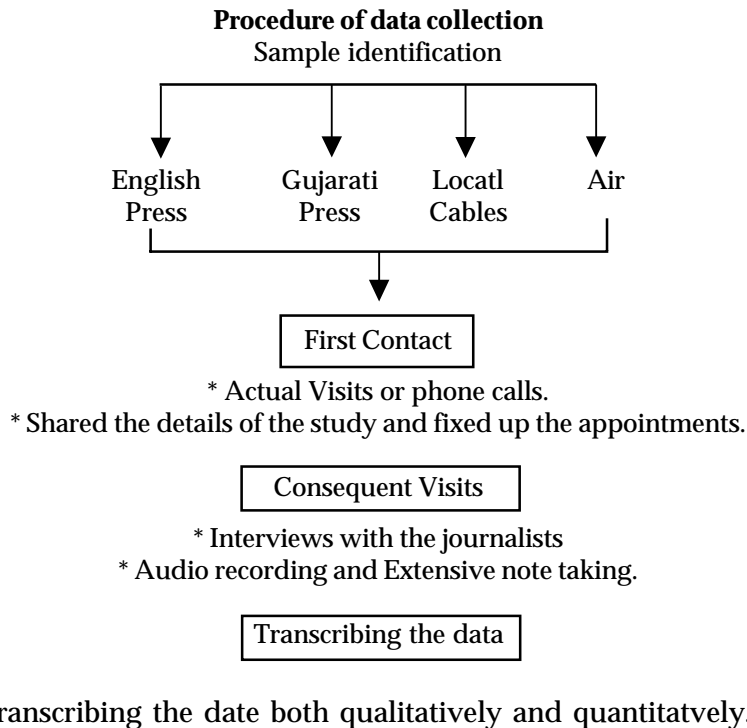 Procedure of data collection
Sample identification
English Gujarati Locatl Air
Press Press Cables
First Contact
* Actual Visits or phone calls.
* Shared the details of the study and fixed up the appointments.
Consequent Visits
* Interviews with the journalists
* Audio recording and Extensive note taking.
Transcribing the data
ranscribing the date both qualitatively and quantitatvely.